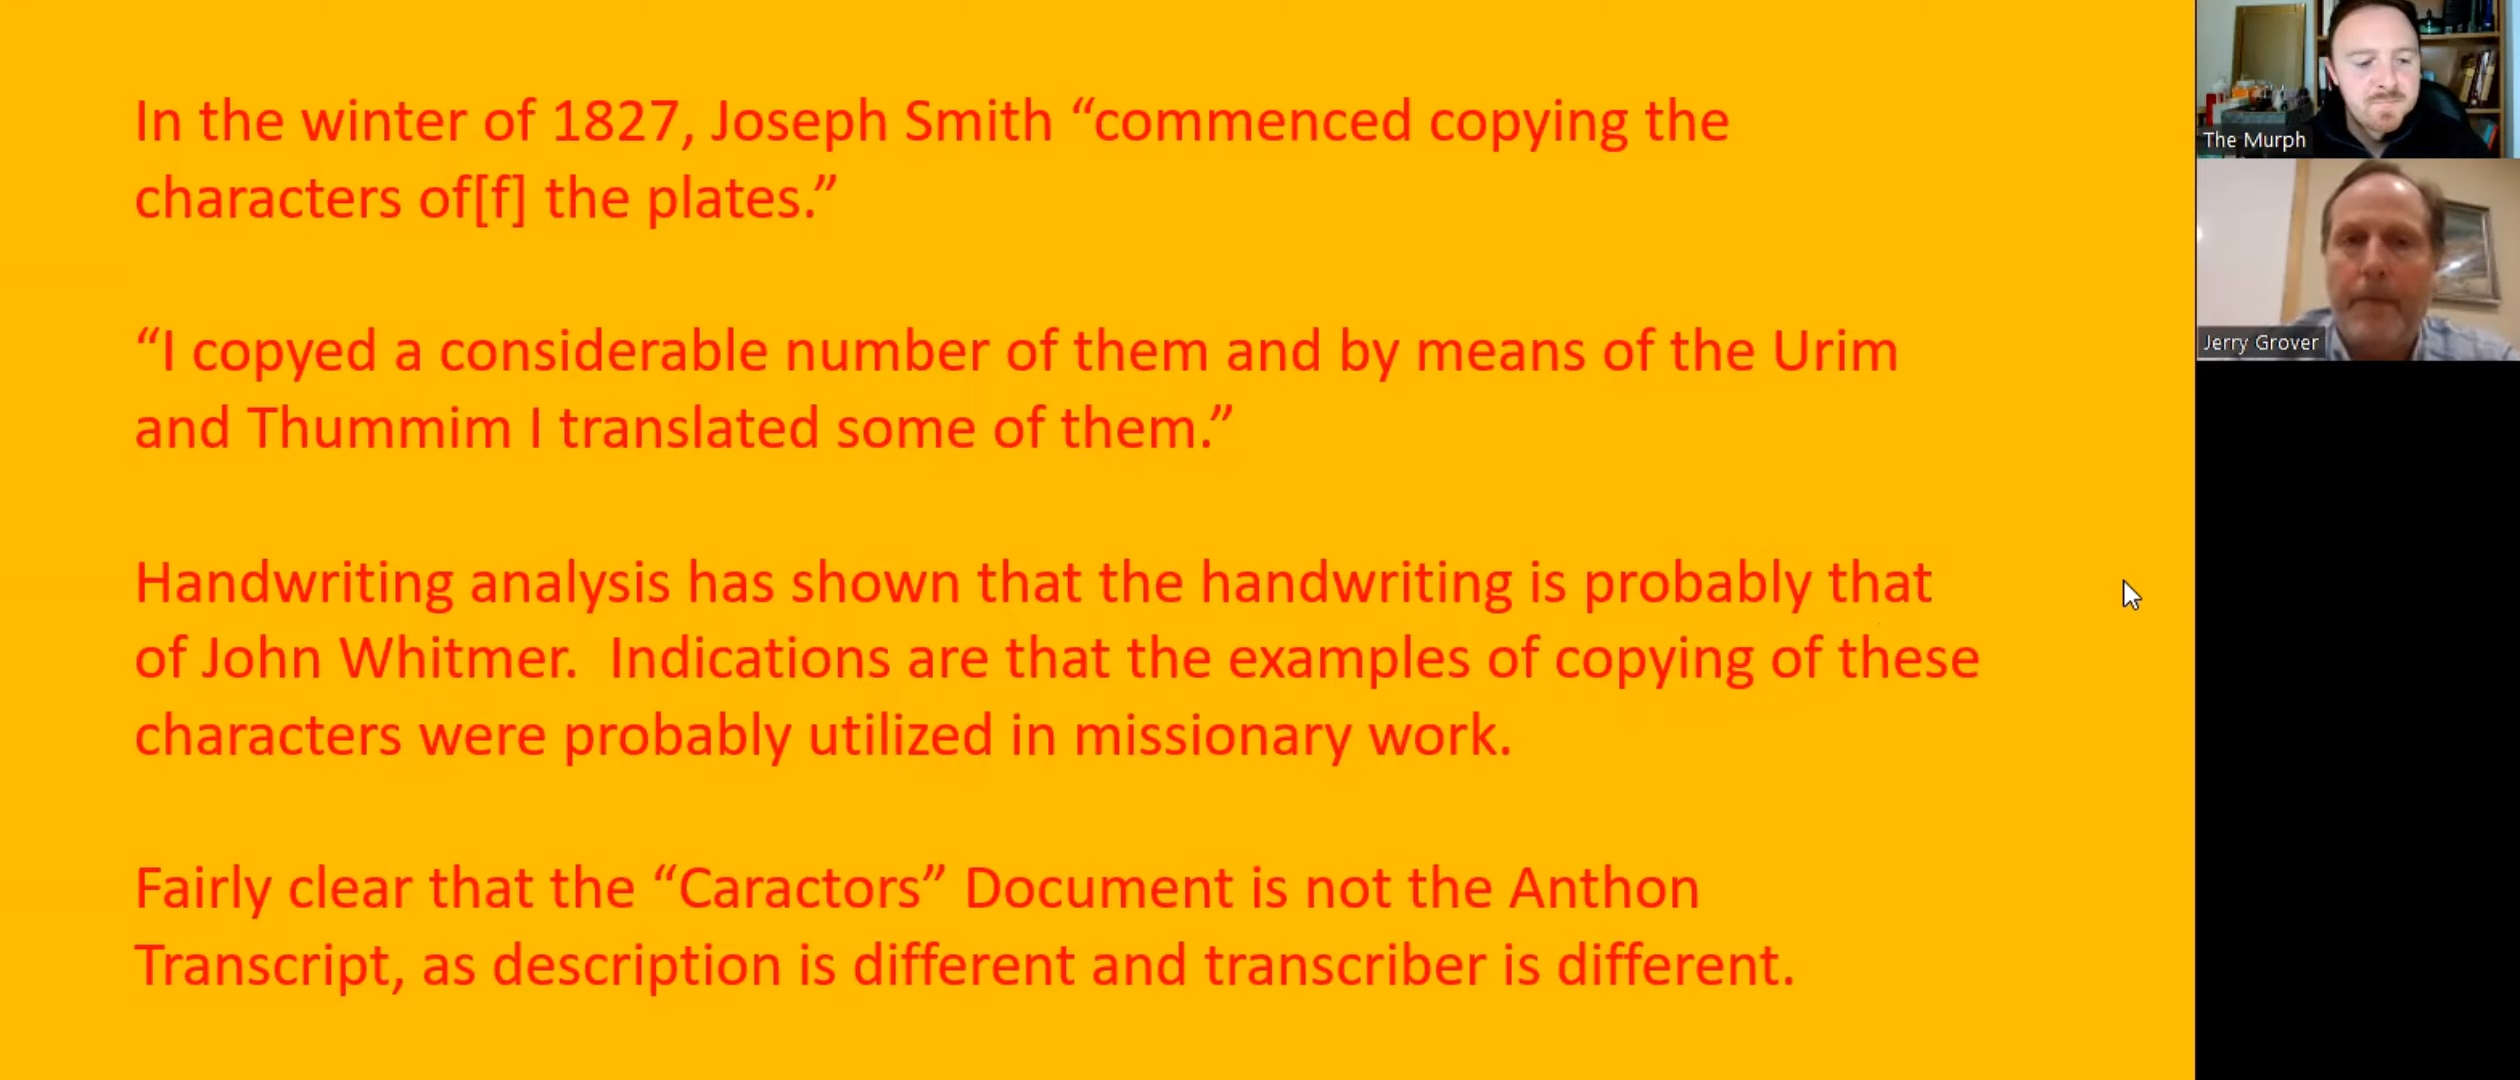 In the winter of 1827, Joseph Smith “commenced copying the
characters of[f] the plates.”
“I copyed a considerable number of them and by means of the Urim
and Thummim I translated some of them.”
Handwriting analysis has shown that the handwriting is probably that
of John Whitmer.  Indications are that the examples of copying of these
characters were probably utilized in missionary work.
Fairly clear that the “Caractors” Document is not the Anthon
Transcript, as description is different and transcriber is different.
The Murph
Jerry Grover